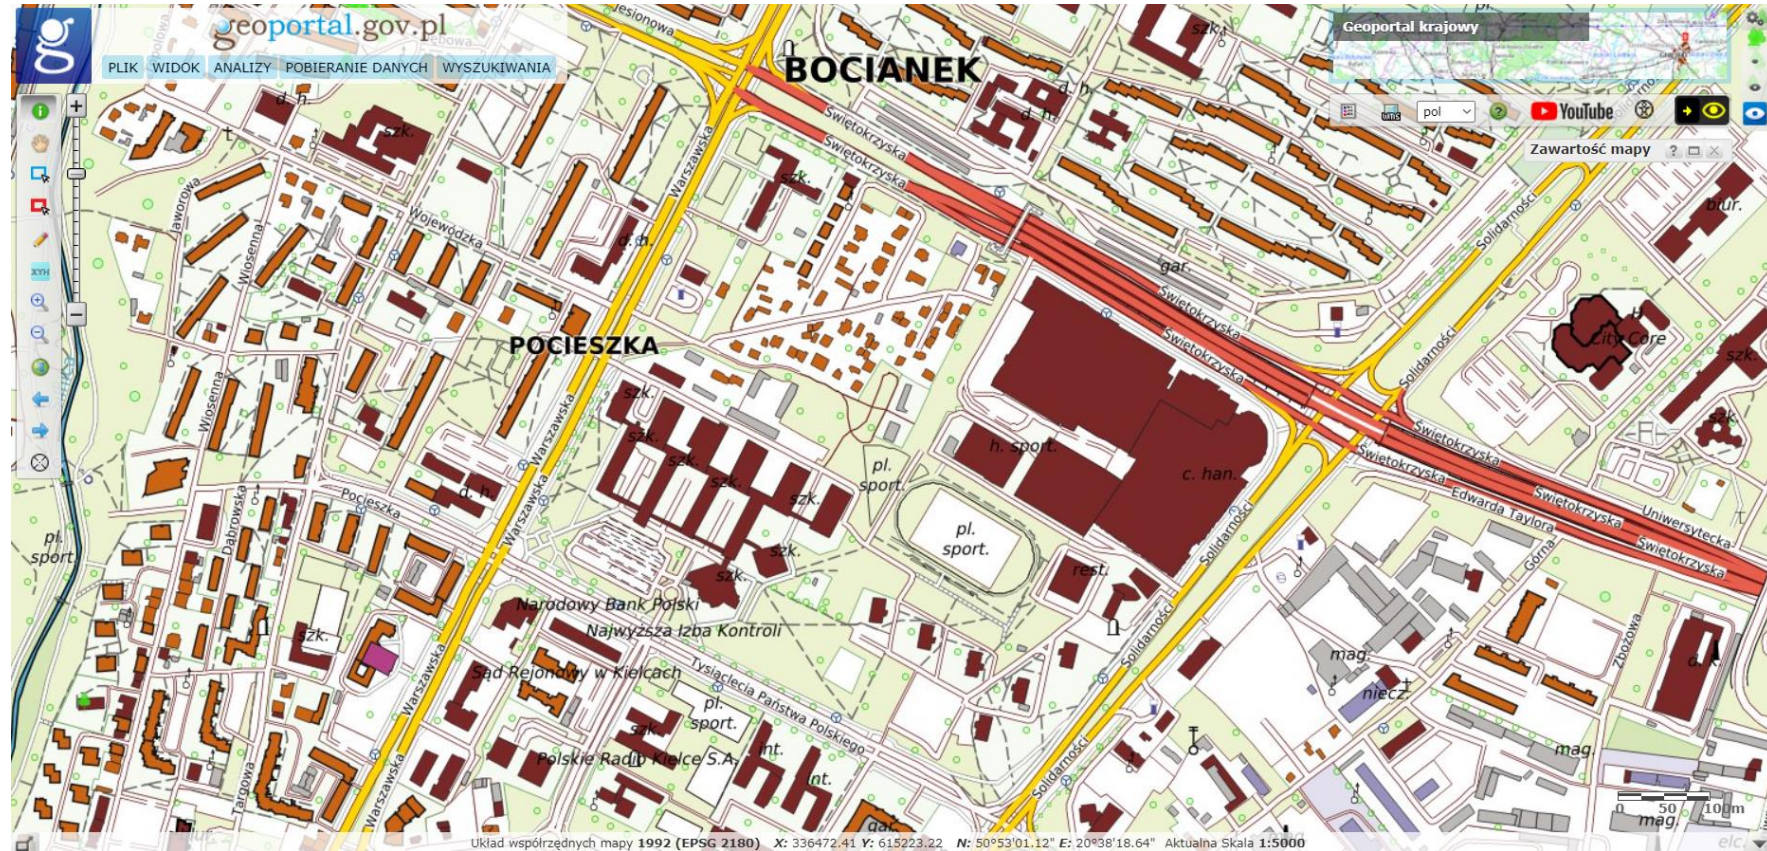 geoportal.gov.pl
PLIK WIDOK ANALIZY POBIERANIE DANYCH WYSZUKIWANIA
Geoportal krajowy
pol
YouTube
Zawartość mapy
XYH
WMS
Jesionowa
BOCIANEK
szk.
d. h.
szk.
d. h.
d. h.
Świętokrzyska
Świętokrzyska
Warszawska
szk.
Jaworowa
Wiosenna
Wojewódzka
d. h.
Solidarności
Solidarności
biur.
gar.
Świętokrzyska
Świętokrzyska
H
City Core
szk.
POCIESZKA
Solidarności
Wiosenna
Warszawska
szk.
szk.
szk.
szk.
szk.
pl.
sport.
h. sport.
c. han.
szk.
Świętokrzyska
Świętokrzyska
Świętokrzyska
Edwarda Taylora
Uniwersytecka
Świętokrzyska
d. h.
Pocieszka
Dąbrowska
Warszawska
pl.
sport.
pl.
sport.
Solidarności
Górna
szk.
szk.
rest.
Narodowy Bank Polski
Najwyższa Izba Kontroli
szk.
Solidarności
Zbożowa
mag.
Sąd Rejonowy w Kielcach
Tysiąclecia Państwa Polskiego
niecz.
Warszawska
pl.
sport.
szk.
int.
int.
Polskie Radio Kielce S.A.
mag.
Targowa
Warszawska
Solidarności
gar.
mag.
elc.
0 50 100m
Układ współrzędnych mapy 1992 (EPSG 2180) X: 336472.41 Y: 615223.22 N: 50°53'01.12" E: 20°38'18.64" Aktualna Skala 1:5000